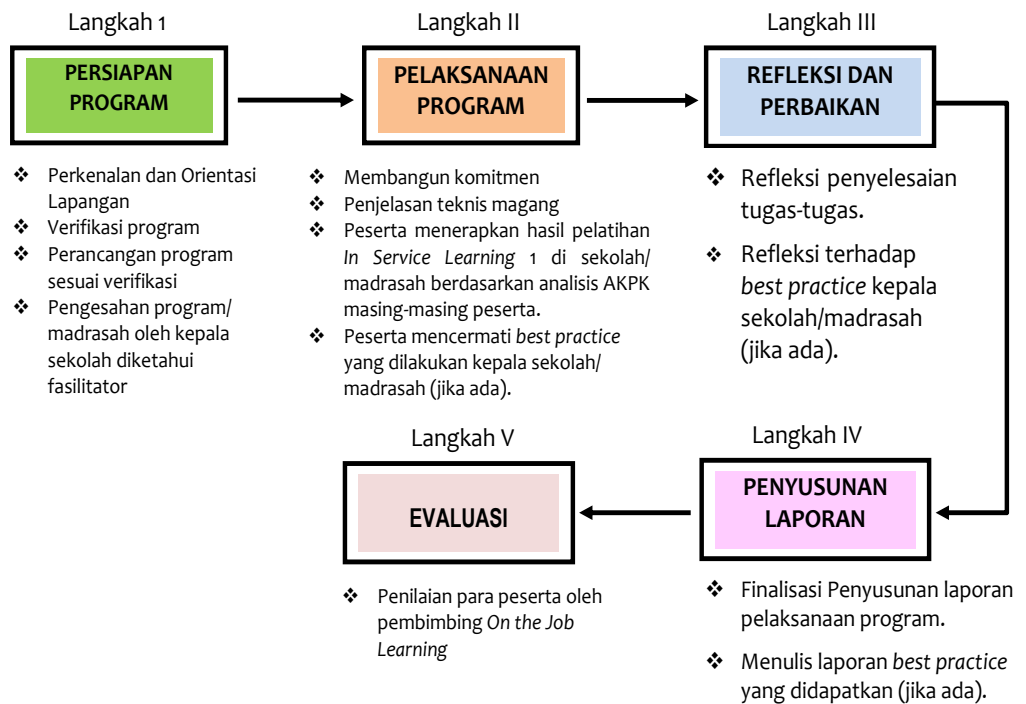 Langkah 1
PERSIAPAN
PROGRAM
❖ Perkenalan dan Orientasi
Lapangan
❖ Verifikasi program
❖ Perancangan program
sesuai verifikasi
❖ Pengesahan program/
madrasah oleh kepala
sekolah diketahui
fasilitator
Langkah II
PELAKSANAAN
PROGRAM
❖ Membangun komitmen
❖ Penjelasan teknis magang
❖ Peserta menerapkan hasil pelatihan
In Service Learning 1 di sekolah/
madrasah berdasarkan analisis AKPK
masing-masing peserta.
❖ Peserta mencermati best practice
yang dilakukan kepala sekolah/
madrasah (jika ada).
Langkah III
REFLEKSI DAN
PERBAIKAN
❖ Refleksi penyelesaian
tugas-tugas.
❖ Refleksi terhadap
best practice kepala
sekolah/madrasah
(jika ada).
Langkah IV
PENYUSUNAN
LAPORAN
❖ Finalisasi Penyusunan laporan
pelaksanaan program.
❖ Menulis laporan best practice
yang didapatkan (jika ada).
Langkah V
EVALUASI
❖ Penilaian para peserta oleh
pembimbing On the Job
Learning